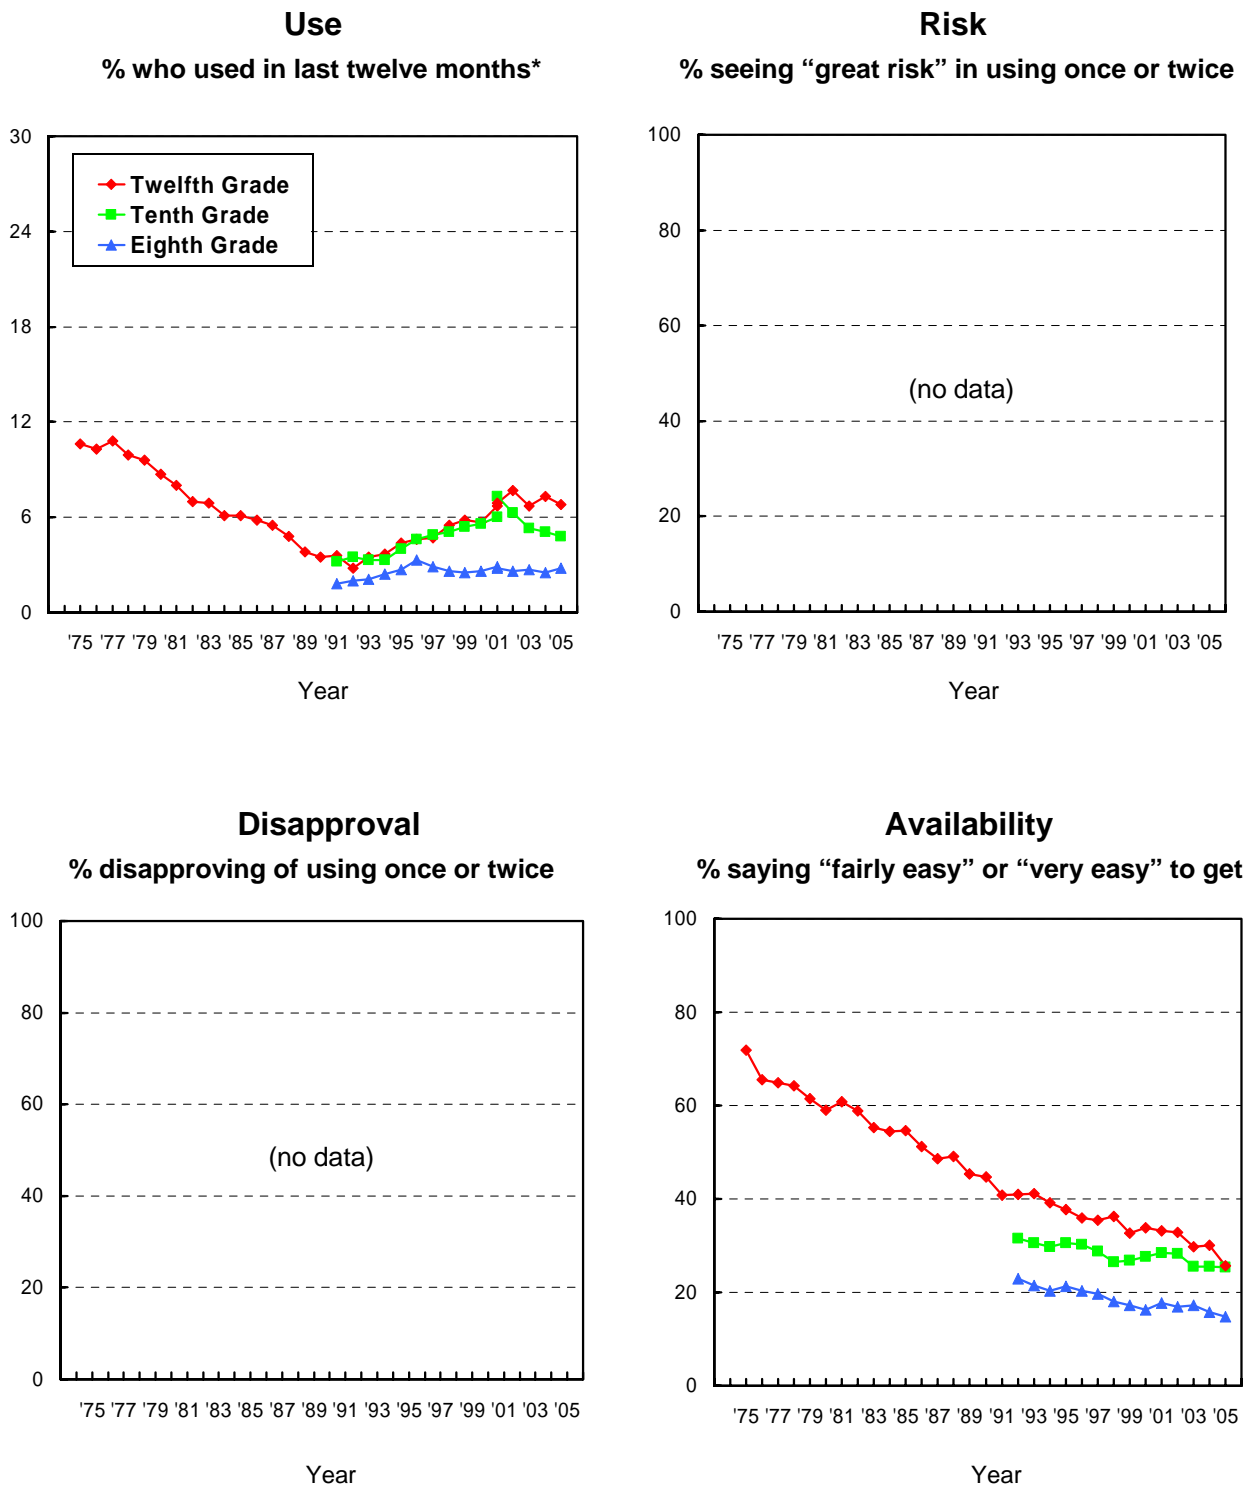 Use
% who used in last twelve months*
30
24
18
12
6
0
Twelfth Grade
Tenth Grade
Eighth Grade
'75 '77 '79 '81 '83 '85 '87 '89 '91 '93 '95 '97 '99 '01 '03 '05
Year
Risk
% seeing “great risk” in using once or twice
100
80
60
40
20
0
(no data)
'75 '77 '79 '81 '83 '85 '87 '89 '91 '93 '95 '97 '99 '01 '03 '05
Year
Disapproval
% disapproving of using once or twice
100
80
60
40
20
0
(no data)
'75 '77 '79 '81 '83 '85 '87 '89 '91 '93 '95 '97 '99 '01 '03 '05
Year
Availability
% saying “fairly easy” or “very easy” to get
100
80
60
40
20
0
'75 '77 '79 '81 '83 '85 '87 '89 '91 '93 '95 '97 '99 '01 '03 '05
Year